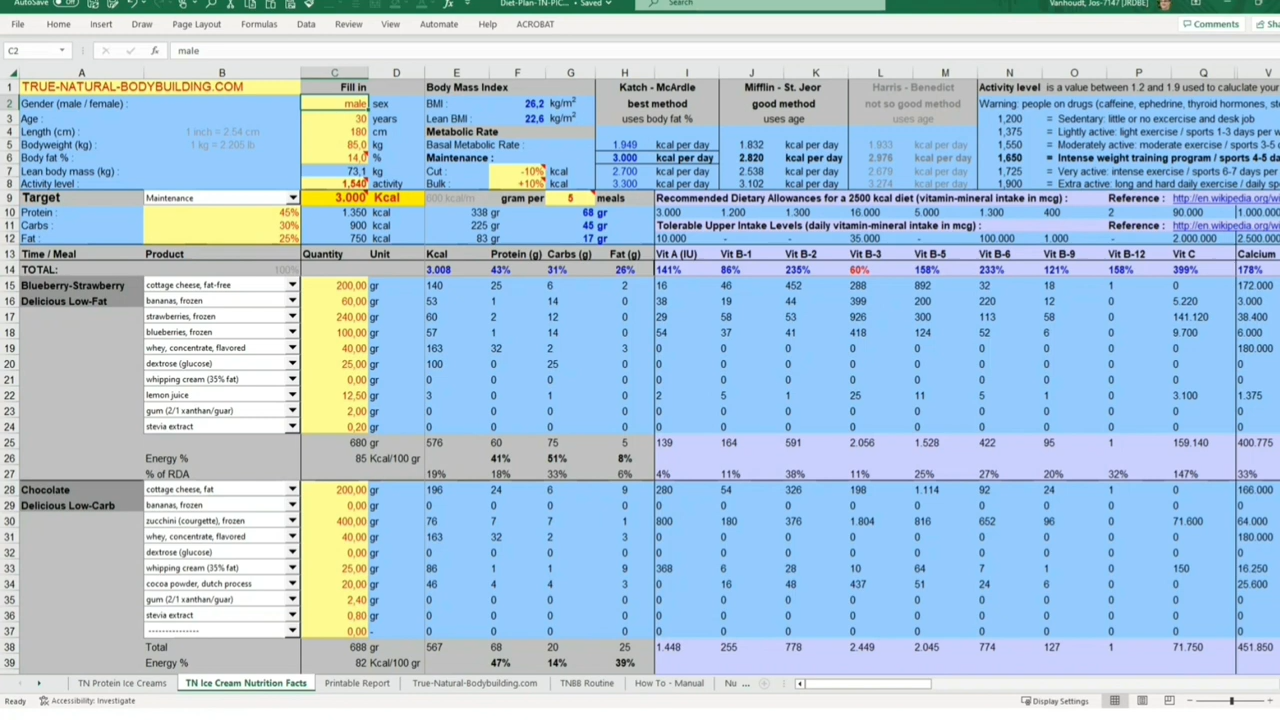 AutoSave Off Diet-Plan-TN-PIC... • Saved Search Vanhoudt, Jos-7147 [JRDBE]
File Home Insert Draw Page Layout Formulas Data Review View Automate Help ACROBAT Comments Sha
C2 fx male
A B C D E F G H I J K L M N O P Q V
1 TRUE-NATURAL-BODYBUILDING.COM Fill in Body Mass Index Katch - McArdle Mifflin - St. Jeor Harris - Benedict Activity level is a value between 1.2 and 1.9 used to calculate your
2 Gender (male / female) : male sex BMI : 26,2 kg/m² best method good method not so good method Warning: people on drugs (caffeine, ephedrine, thyroid hormones, ste
3 Age : 30 years Lean BMI : 22,6 kg/m² uses body fat % uses age uses age 1,200 = Sedentary: little or no excercise and desk job
4 Length (cm) : 1 inch = 2.54 cm 180 cm Metabolic Rate 1,375 = Lightly active: light exercise / sports 1-3 days per w
5 Bodyweight (kg) : 1 kg = 2.205 lb 85,0 kg Basal Metabolic Rate : 1.949 kcal per day 1.832 kcal per day 1.933 kcal per day 1,550 = Moderately active: moderate exercise / sports 3-5 d
6 Body fat % : 14,0 % Maintenance : 3.000 kcal per day 2.820 kcal per day 2.976 kcal per day 1,650 = Intense weight training program / sports 4-5 da
7 Lean body mass (kg) : 73,1 kg Cut : -10% kcal 2.700 kcal per day 2.538 kcal per day 2.679 kcal per day 1,725 = Very active: intense exercise / sports 6-7 days per
8 Activity level : 1,540 activity Bulk : +10% kcal 3.300 kcal per day 3.102 kcal per day 3.274 kcal per day 1,900 = Extra active: long and hard daily exercise / daily sp
9 Target Maintenance 3.000 Kcal 000 kcal/m gram per 5 meals Recommended Dietary Allowances for a 2500 kcal diet (vitamin-mineral intake in mcg) : Reference : http://en.wikipedia.org/wi
10 Protein : 45% 1.350 kcal 338 gr 68 gr 3.000 1.200 1.300 16.000 5.000 1.300 400 2 90.000 1.000.000
11 Carbs : 30% 900 kcal 225 gr 45 gr Tolerable Upper Intake Levels (daily vitamin-mineral intake in mcg) : Reference : http://en.wikipedia.org/wi
12 Fat : 25% 750 kcal 83 gr 17 gr 10.000 - - 35.000 - 100.000 1.000 - 2.000.000 2.500.000
13 Time / Meal Product Quantity Unit Kcal Protein (g) Carbs (g) Fat (g) Vit A (IU) Vit B-1 Vit B-2 Vit B-3 Vit B-5 Vit B-6 Vit B-9 Vit B-12 Vit C Calcium
14 TOTAL: 100% 3.008 43% 31% 26% 141% 86% 235% 60% 158% 233% 121% 158% 399% 178%
15 Blueberry-Strawberry cottage cheese, fat-free 200,00 gr 140 25 6 2 16 46 452 288 892 32 18 1 0 172.000
16 Delicious Low-Fat bananas, frozen 60,00 gr 53 1 14 0 38 19 44 399 200 220 12 0 5.220 3.000
17 strawberries, frozen 240,00 gr 60 2 12 0 29 58 53 926 300 113 58 0 141.120 38.400
18 blueberries, frozen 100,00 gr 57 1 14 0 54 37 41 418 124 52 6 0 9.700 6.000
19 whey, concentrate, flavored 40,00 gr 163 32 2 3 0 0 0 0 0 0 0 0 0 180.000
20 dextrose (glucose) 25,00 gr 100 0 25 0 0 0 0 0 0 0 0 0 0
21 whipping cream (35% fat) 0,00 gr 0 0 0 0 0 0 0 0 0 0 0 0 0 0
22 lemon juice 12,50 gr 3 0 1 0 2 5 1 25 11 5 1 0 3.100 1.375
23 gum (2/1 xanthan/guar) 2,00 gr 0 0 0 0 0 0 0 0 0 0 0 0 0 0
24 stevia extract 0,20 gr 0 0 0 0 0 0 0 0 0 0 0 0 0 0
25 680 gr 576 60 75 5 139 164 591 2.056 1.528 422 95 1 159.140 400.775
26 Energy % 85 Kcal/100 gr 41% 51% 8%
27 % of RDA 19% 18% 33% 6% 4% 11% 38% 11% 25% 27% 20% 32% 147% 33%
28 Chocolate cottage cheese, fat 200,00 gr 196 24 6 9 280 54 326 198 1.114 92 24 1 0 166.000
29 Delicious Low-Carb bananas, frozen 0,00 gr 0 0 0 0 0 0 0 0 0 0 0 0 0 0
30 zucchini (courgette), frozen 400,00 gr 76 7 7 1 800 180 376 1.804 816 652 96 0 71.600 64.000
31 whey, concentrate, flavored 40,00 gr 163 32 2 3 0 0 0 0 0 0 0 0 0 180.000
32 dextrose (glucose) 0,00 gr 0 0 0 0 0 0 0 0 0 0 0 0 0 0
33 whipping cream (35% fat) 25,00 gr 86 1 1 9 368 6 28 10 64 7 1 0 150 16.250
34 cocoa powder, dutch process 20,00 gr 46 4 4 3 0 16 48 437 51 24 6 0 0 25.600
35 gum (2/1 xanthan/guar) 2,40 gr 0 0 0 0 0 0 0 0 0 0 0 0 0 0
36 stevia extract 0,80 gr 0 0 0 0 0 0 0 0 0 0 0 0 0 0
37 -------------- 0,00 - 0 0 0 0 0 0 0 0 0 0 0 0 0 0
38 Total 688 gr 567 68 20 25 1.448 255 778 2.449 2.045 774 127 1 71.750 451.850
39 Energy % 82 Kcal/100 gr 47% 14% 39%
TN Protein Ice Creams TN Ice Cream Nutrition Facts Printable Report True-Natural-Bodybuilding.com TNBB Routine How To - Manual Nu ...
Ready Accessibility: Investigate Display Settings